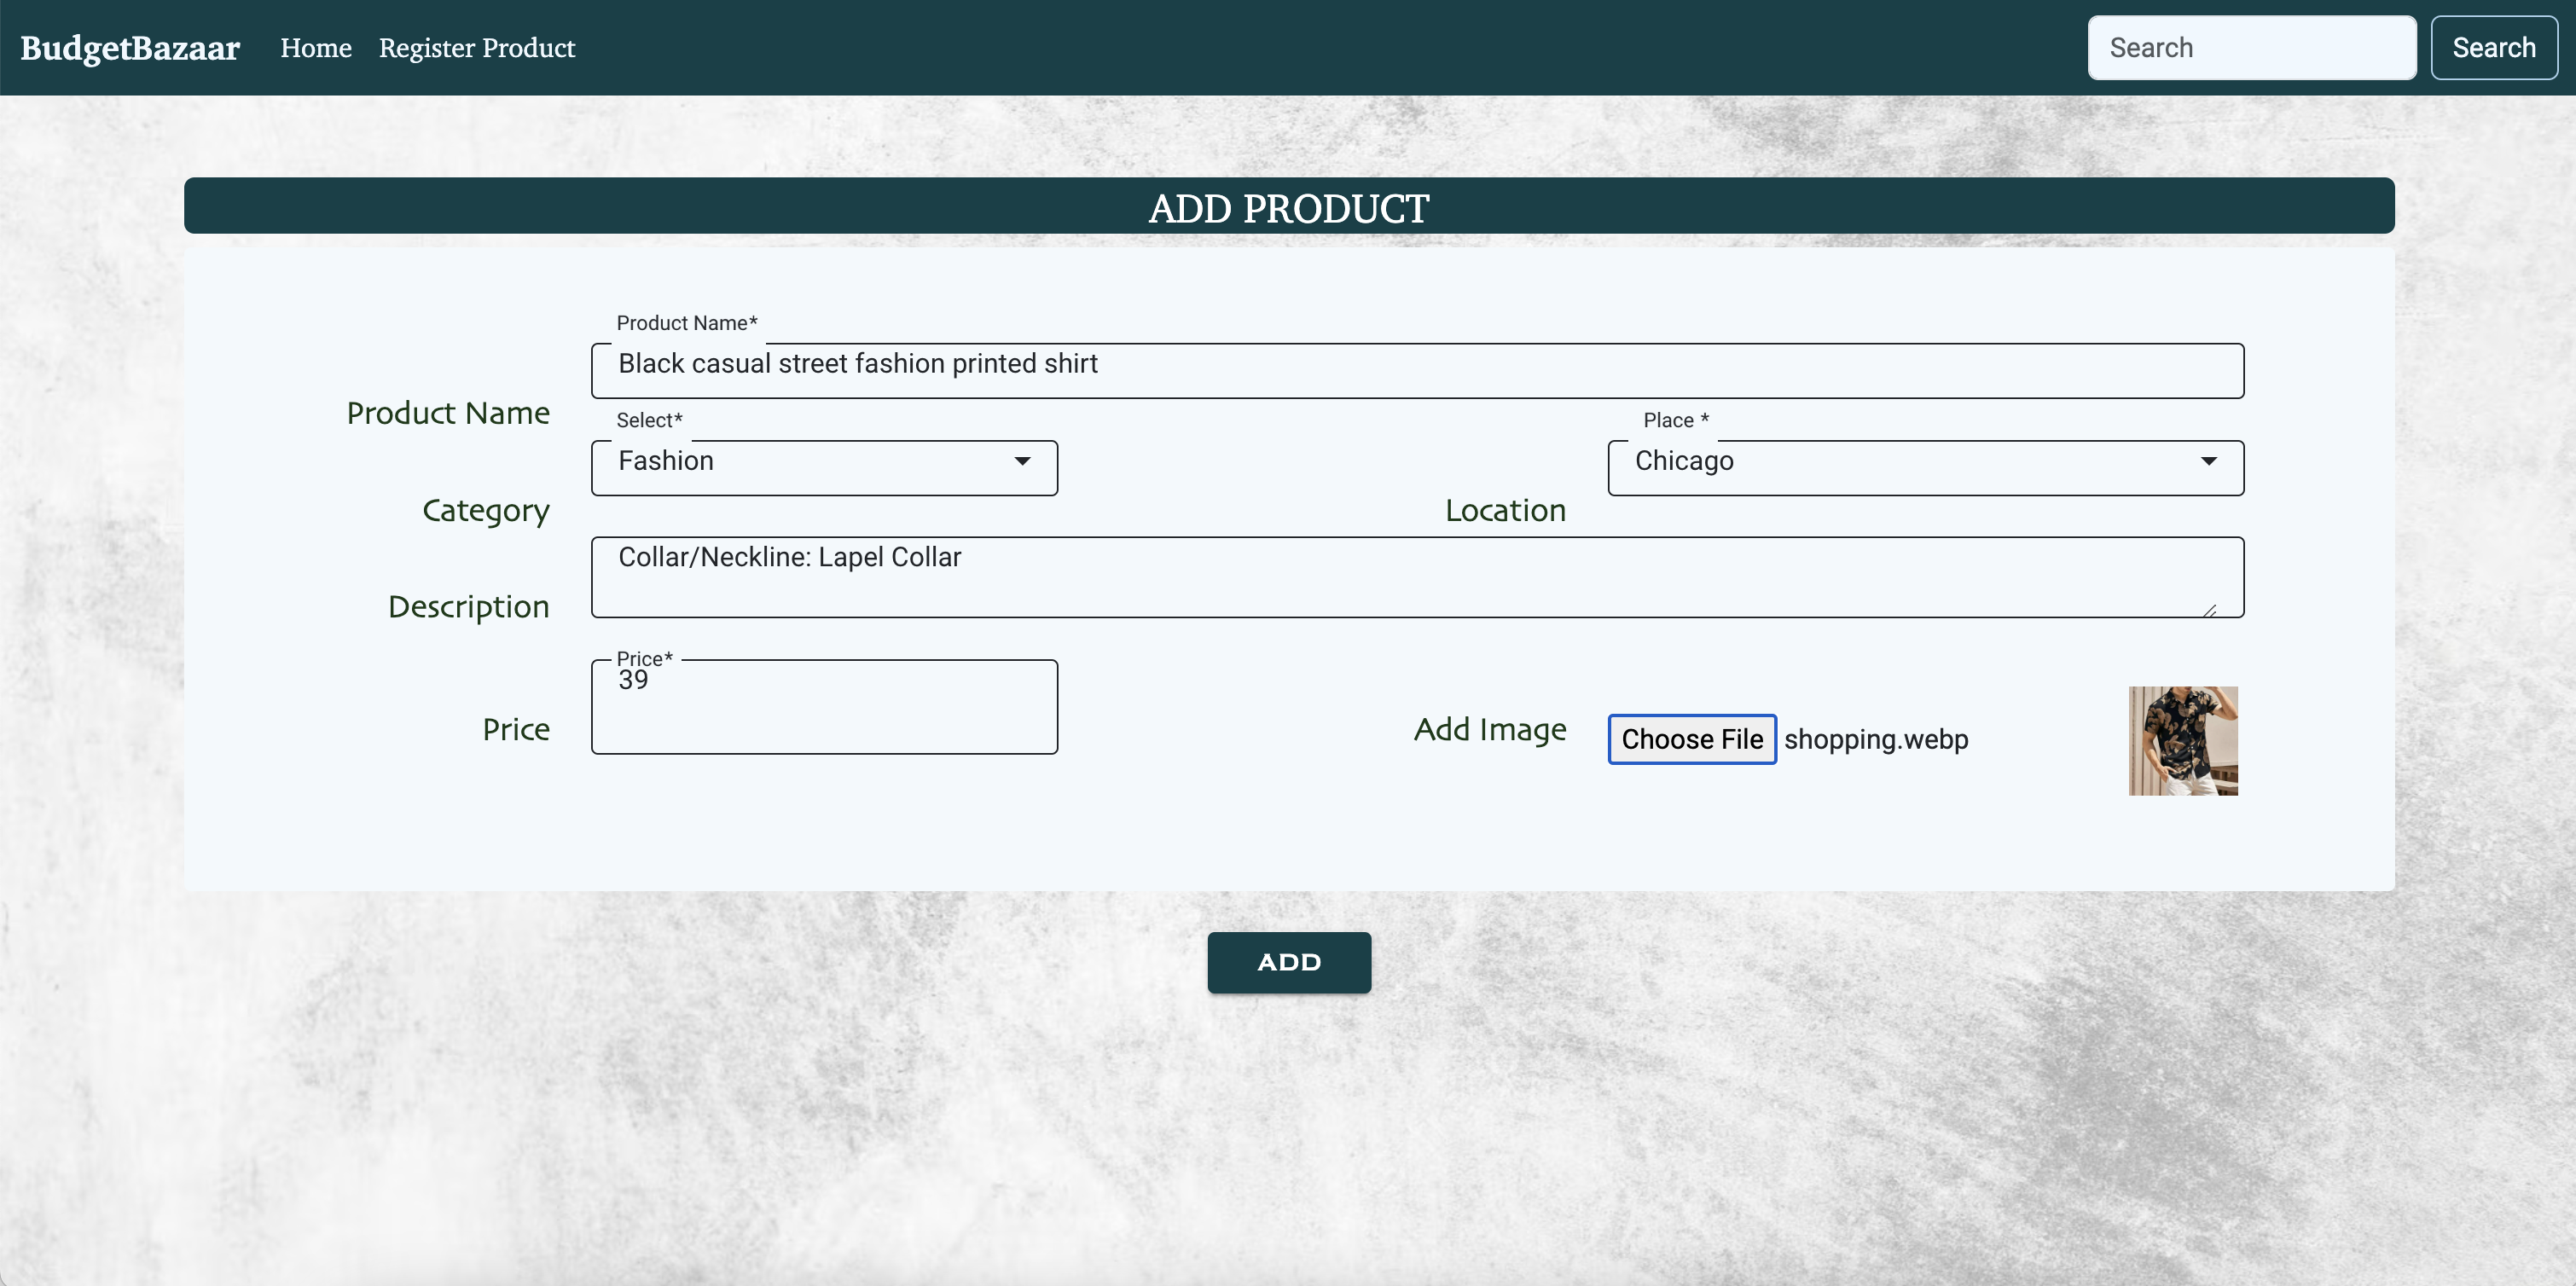 BudgetBazaar Home Register Product Search Search
ADD PRODUCT
Product Name*
Black casual street fashion printed shirt
Product Name
Select* Place *
Fashion Chicago
Category Location
Collar/Neckline: Lapel Collar
Description
Price*
39
Price Add Image Choose File shopping.webp
ADD